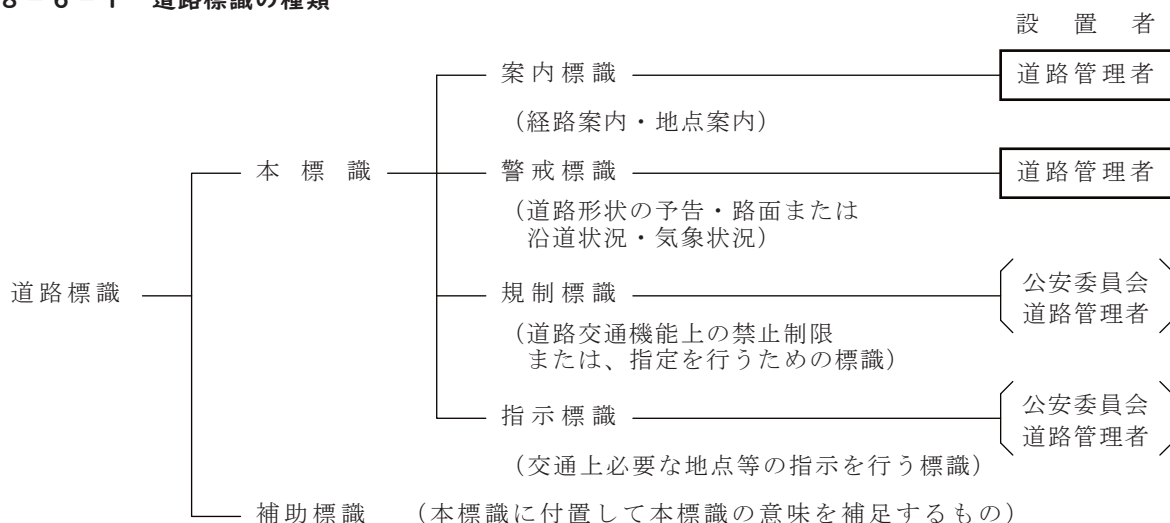 8－6－1　道路標識の種類
設置者
案内標識
道路管理者
（経路案内・地点案内）
本標識
警戒標識
道路管理者
（道路形状の予告・路面または
沿道状況・気象状況）
道路標識
規制標識
公安委員会
道路管理者
（道路交通機能上の禁止制限
または、指定を行うための標識）
指示標識
公安委員会
道路管理者
（交通上必要な地点等の指示を行う標識）
補助標識　（本標識に付置して本標識の意味を補足するもの）